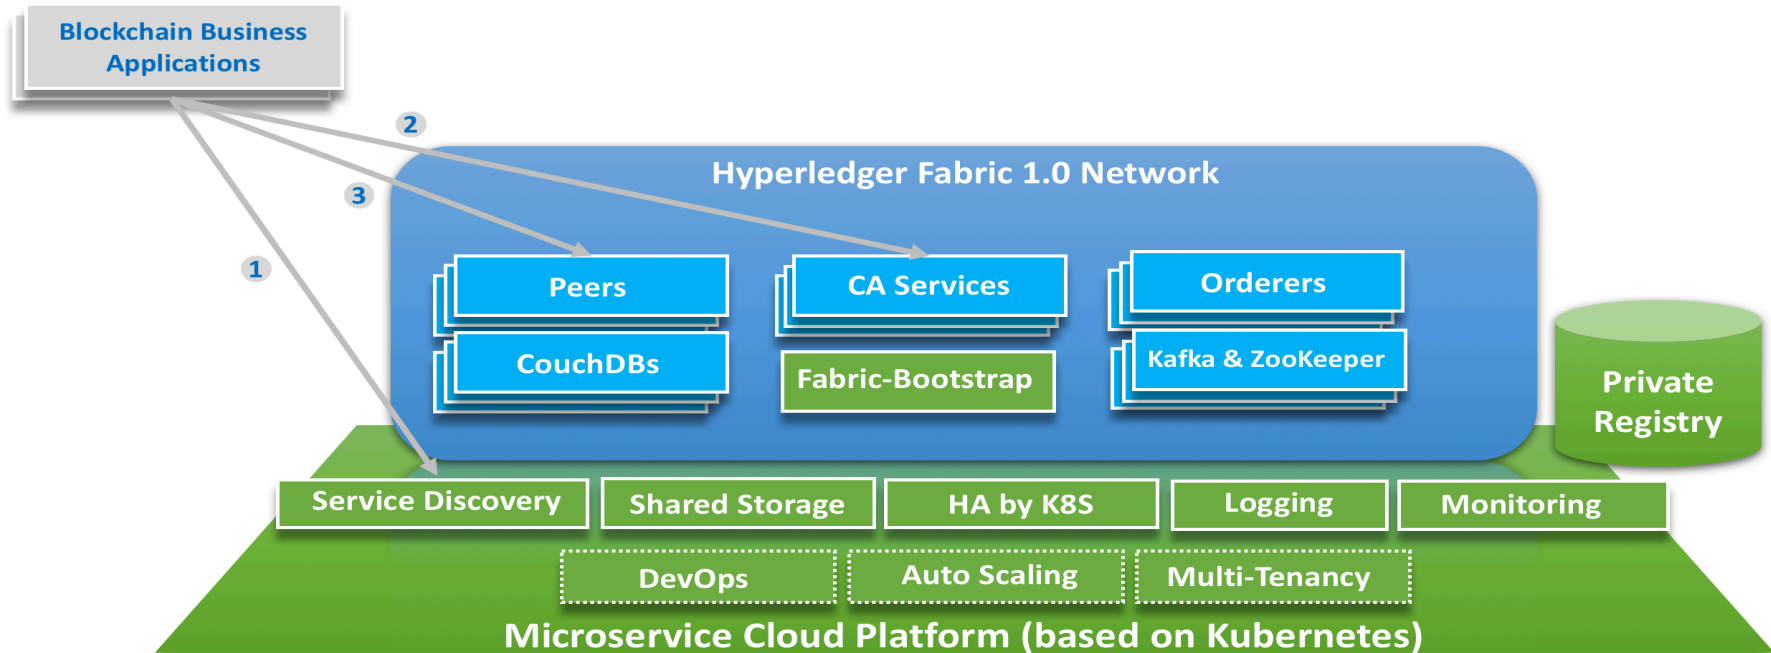 Blockchain Business
Applications
2
Hyperledger Fabric 1.0 Network
3
1
Peers
CA Services
Orderers
CouchDBs
Fabric-Bootstrap
Kafka & ZooKeeper
Private
Registry
Service Discovery
Shared Storage
HA by K8S
Logging
Monitoring
DevOps
Auto Scaling
Multi-Tenancy
Microservice Cloud Platform (based on Kubernetes)